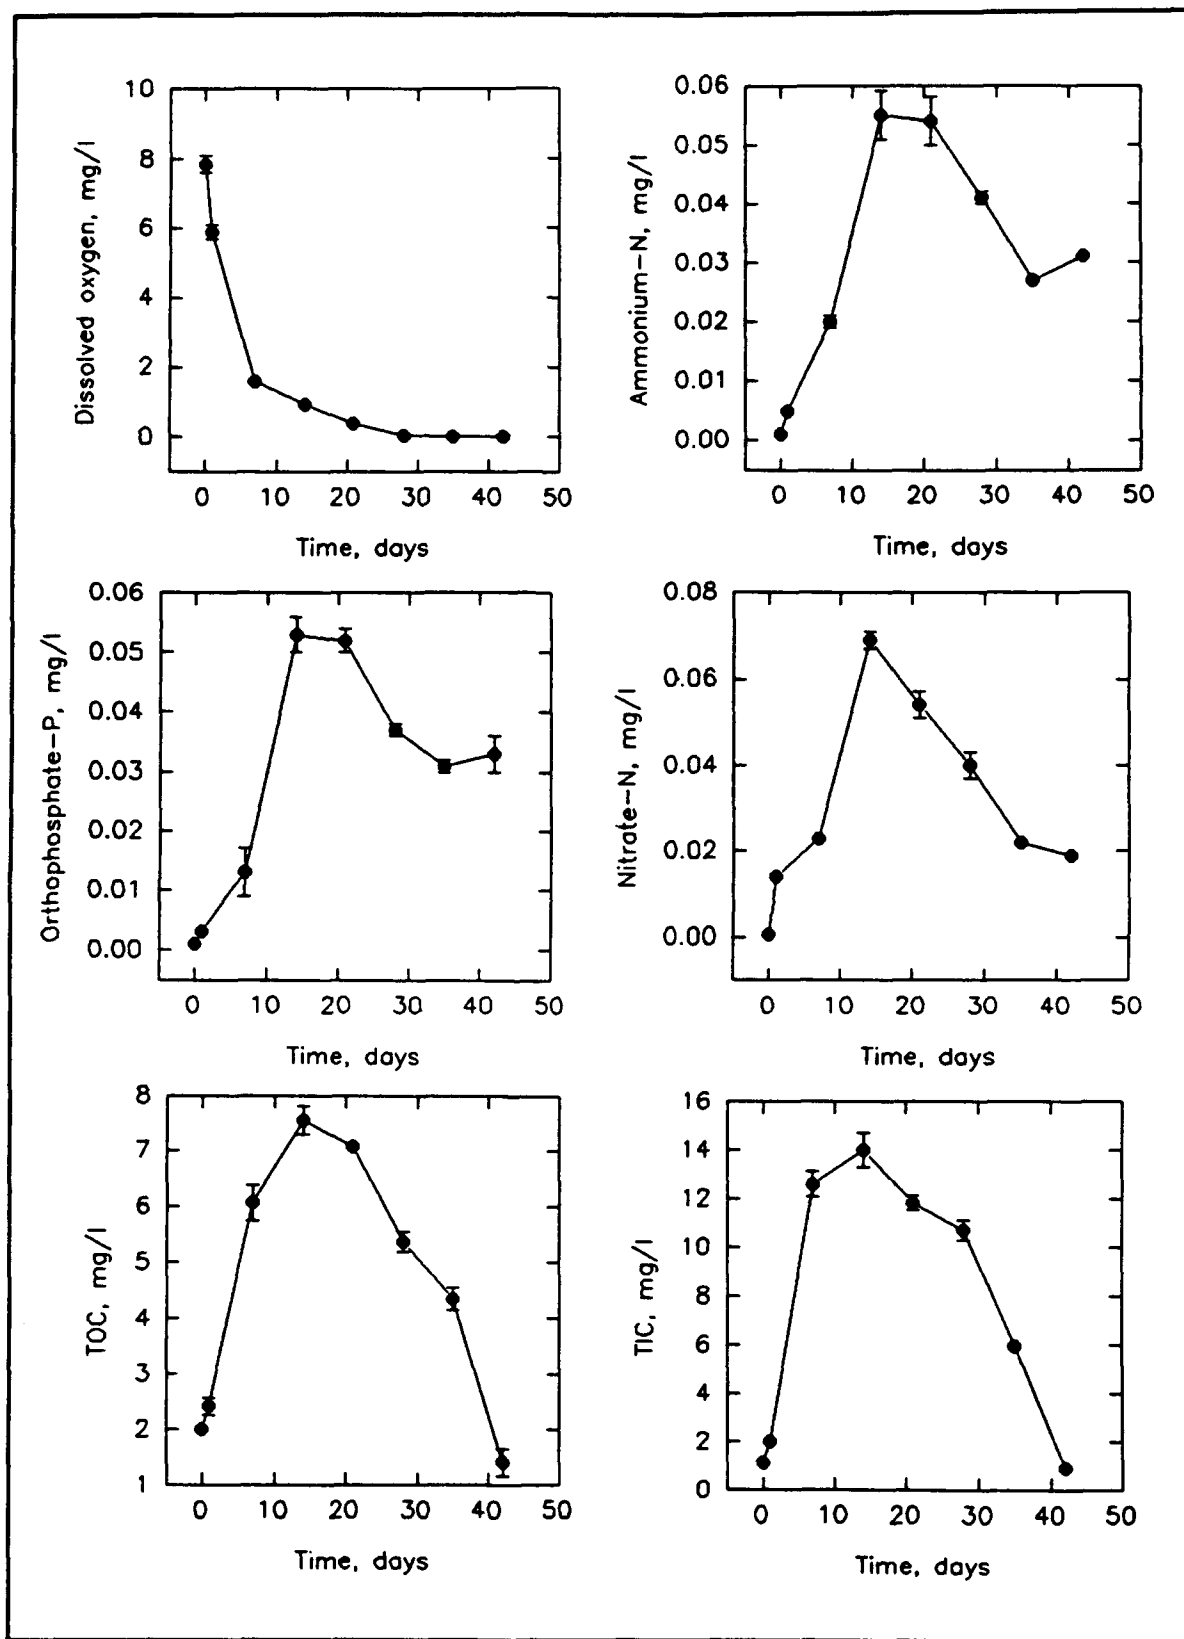 10
8
6
4
2
0
Dissolved oxygen, mg/l
0 10 20 30 40 50
Time, days
0.06
0.05
0.04
0.03
0.02
0.01
0.00
Ammonium-N, mg/l
0 10 20 30 40 50
Time, days
0.06
0.05
0.04
0.03
0.02
0.01
0.00
Orthophosphate-P, mg/l
0 10 20 30 40 50
Time, days
0.08
0.06
0.04
0.02
0.00
Nitrate-N, mg/l
0 10 20 30 40 50
Time, days
8
7
6
5
4
3
2
1
TOC, mg/l
0 10 20 30 40 50
Time, days
16
14
12
10
8
6
4
2
0
TIC, mg/l
0 10 20 30 40 50
Time, days